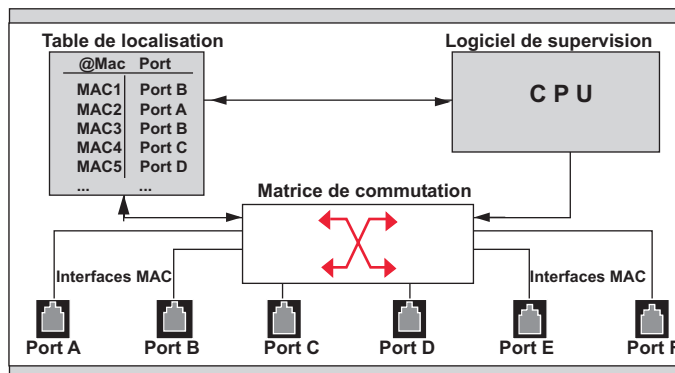 Table de localisation
@Mac Port
MAC1 Port B
MAC2 Port A
MAC3 Port B
MAC4 Port C
MAC5 Port D
... ...
Logiciel de supervision
C P U
Matrice de commutation
Interfaces MAC
Interfaces MAC
Port A
Port B
Port C
Port D
Port E
Port F